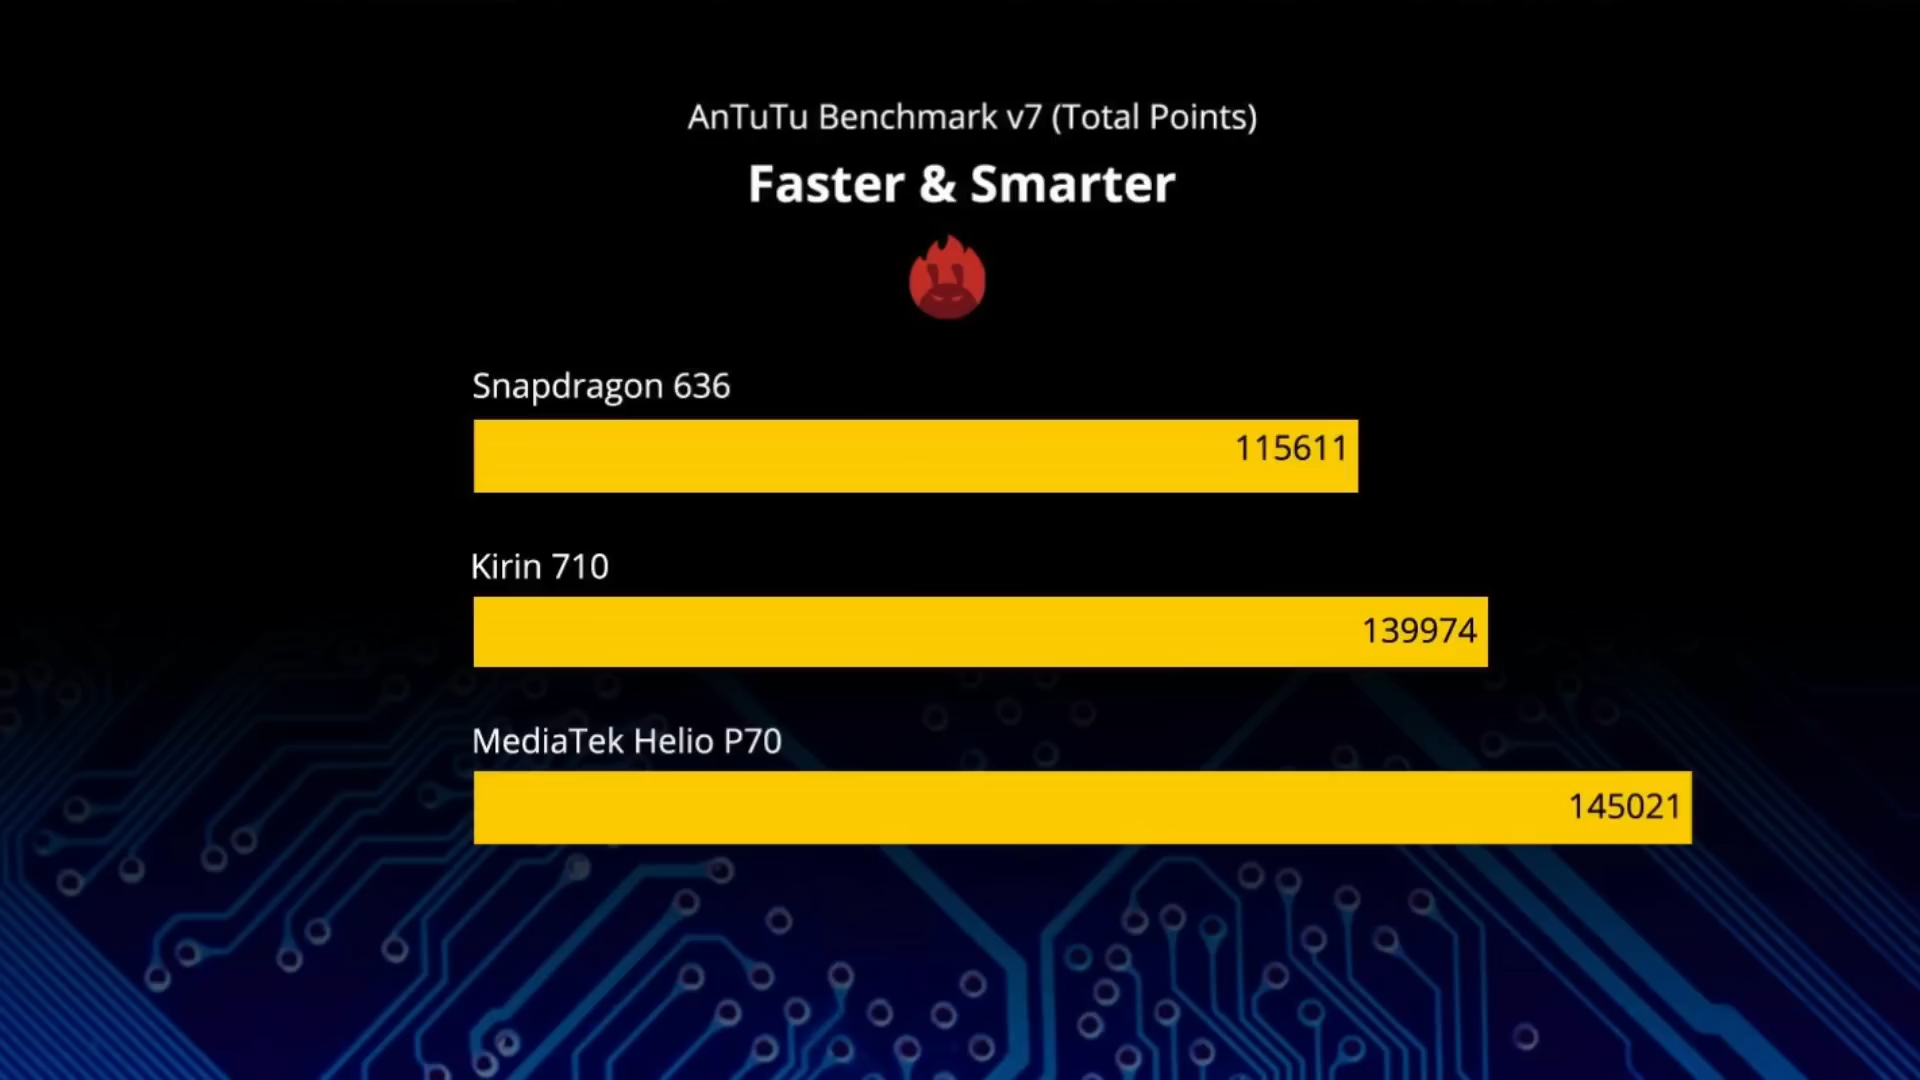 AnTuTu Benchmark v7 (Total Points)
Faster & Smarter
Snapdragon 636
115611
Kirin 710
139974
MediaTek Helio P70
145021